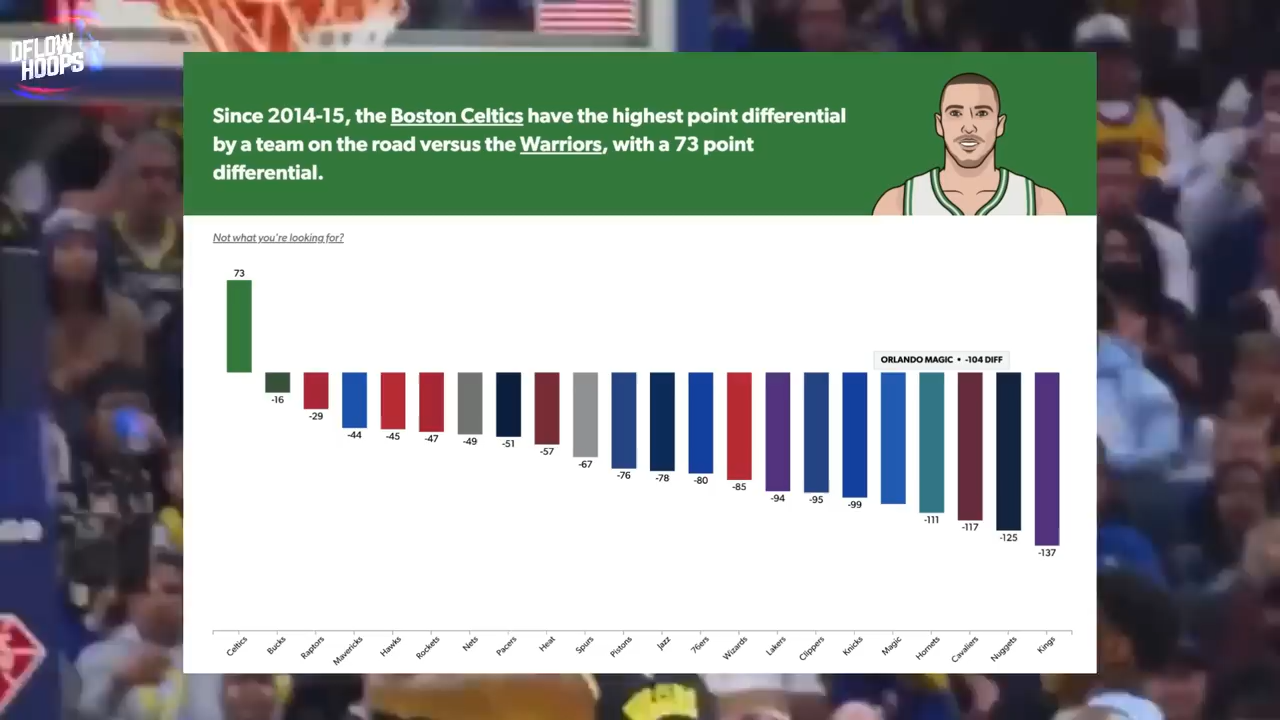 DFLOW
HOOPS
Since 2014-15, the Boston Celtics have the highest point differential
by a team on the road versus the Warriors, with a 73 point
differential.
Not what you're looking for?
73
ORLANDO MAGIC • -104 DIFF
-16
-29
-44
-45
-47
-49
-51
-57
-67
-76
-78
-80
-85
-94
-95
-99
-111
-117
-125
-137
Celtics
Bucks
Raptors
Mavericks
Hawks
Rockets
Nets
Pacers
Heat
Spurs
Pistons
Jazz
76ers
Wizards
Lakers
Clippers
Knicks
Magic
Hornets
Cavaliers
Nuggets
Kings